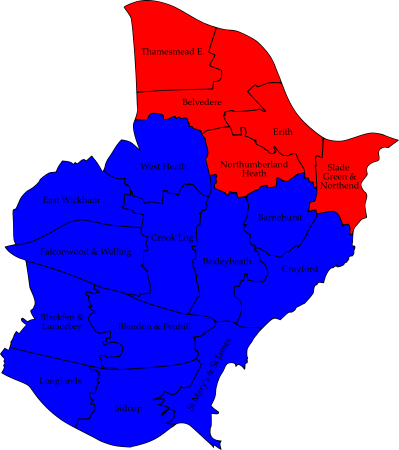 Thamesmead E.
Belvedere
Erith
Northumberland
Heath
Slade
Green &
Northend
West Heath
East Wickham
Barnehurst
Crook Log
Falconwood & Welling
Bexleyheath
Crayford
Blackfen &
Lamorbey
Blendon & Penhill
St Mary's & St James
Longlands
Sidcup